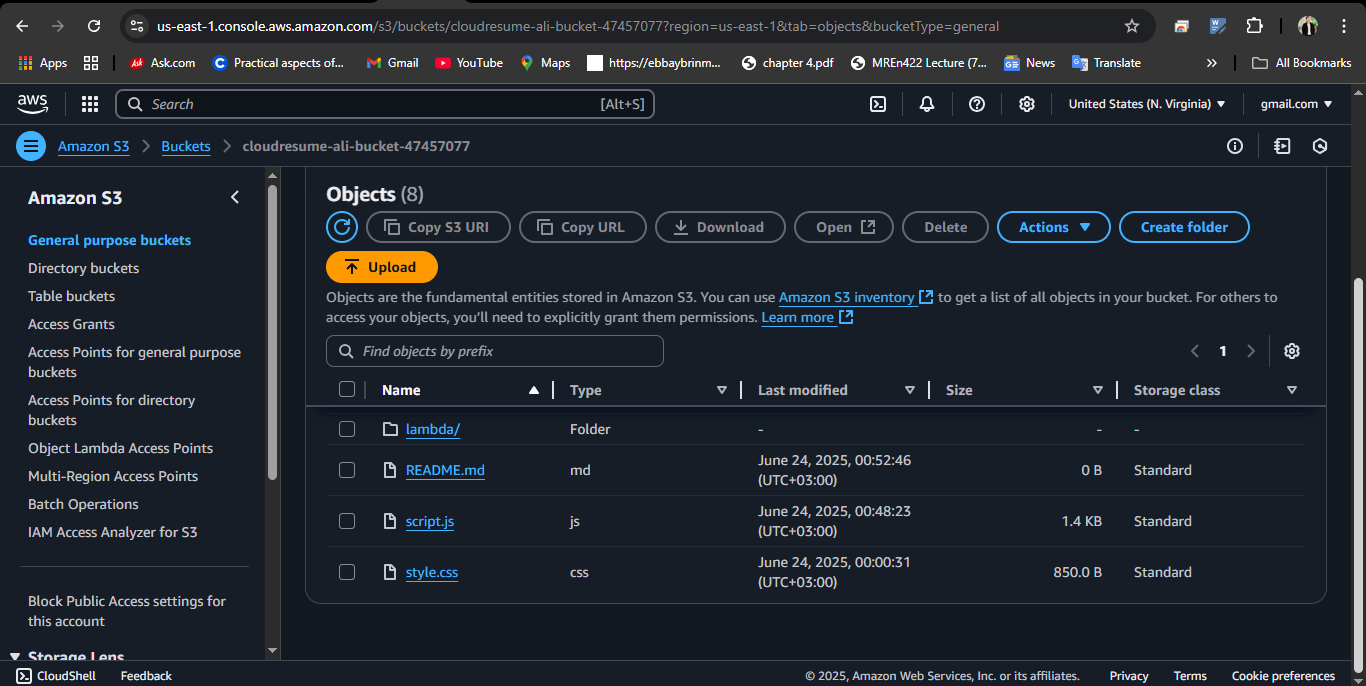 us-east-1.console.aws.amazon.com/s3/buckets/cloudresume-ali-bucket-47457077?region=us-east-1&tab=objects&bucketType=general
Apps
Ask.com
Practical aspects of...
Gmail
YouTube
Maps
https://ebbaybrinm...
chapter 4.pdf
MREn422 Lecture (7...
News
Translate
All Bookmarks
aws
Search
[Alt+S]
United States (N. Virginia)
gmail.com
Amazon S3
Buckets
cloudresume-ali-bucket-47457077
Amazon S3
General purpose buckets
Directory buckets
Table buckets
Access Grants
Access Points for general purpose
buckets
Access Points for directory
buckets
Object Lambda Access Points
Multi-Region Access Points
Batch Operations
IAM Access Analyzer for S3
Block Public Access settings for
this account
Storage Lens
Objects (8)
Copy S3 URI
Copy URL
Download
Open
Delete
Actions
Create folder
Upload
Objects are the fundamental entities stored in Amazon S3. You can use Amazon S3 inventory to get a list of all objects in your bucket. For others to
access your objects, you’ll need to explicitly grant them permissions. Learn more
Find objects by prefix
1
Name Type Last modified Size Storage class
lambda/ Folder - - -
README.md md June 24, 2025, 00:52:46 0 B Standard
(UTC+03:00)
script.js js June 24, 2025, 00:48:23 1.4 KB Standard
(UTC+03:00)
style.css css June 24, 2025, 00:00:31 850.0 B Standard
(UTC+03:00)
CloudShell
Feedback
© 2025, Amazon Web Services, Inc. or its affiliates.
Privacy
Terms
Cookie preferences